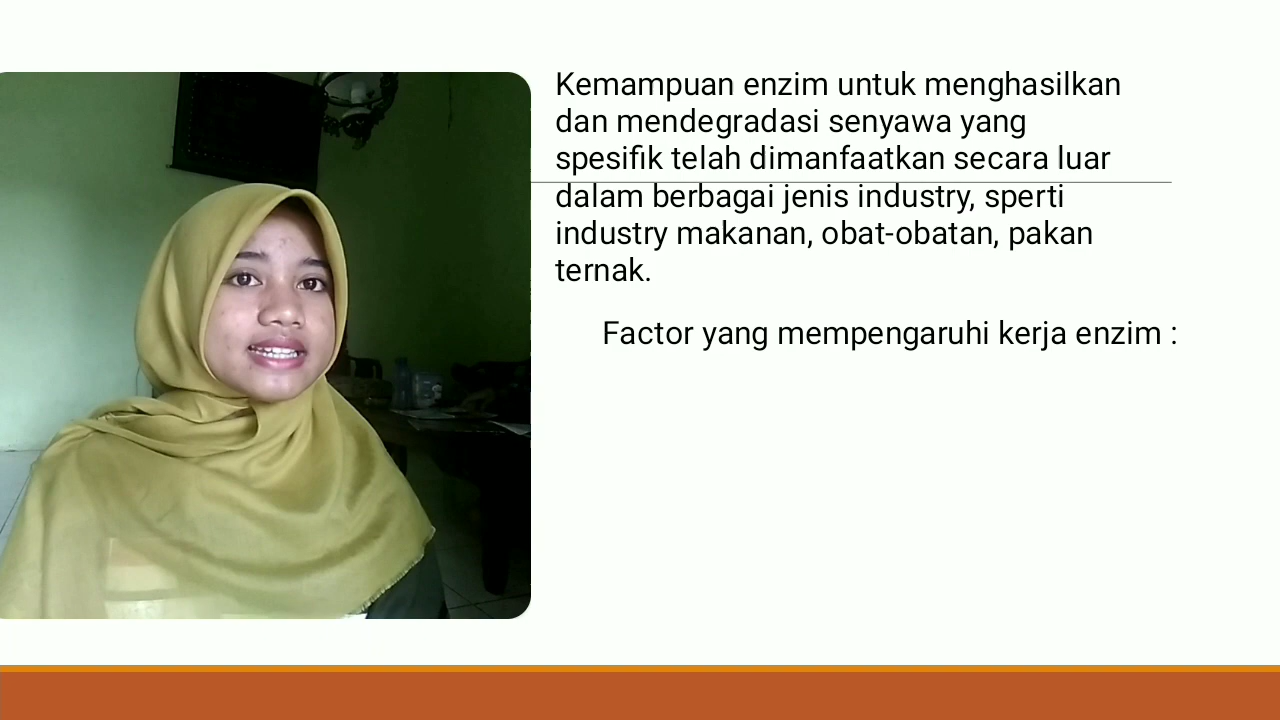 Kemampuan enzim untuk menghasilkan
dan mendegradasi senyawa yang
spesifik telah dimanfaatkan secara luar
dalam berbagai jenis industry, sperti
industry makanan, obat-obatan, pakan
ternak.
Factor yang mempengaruhi kerja enzim :